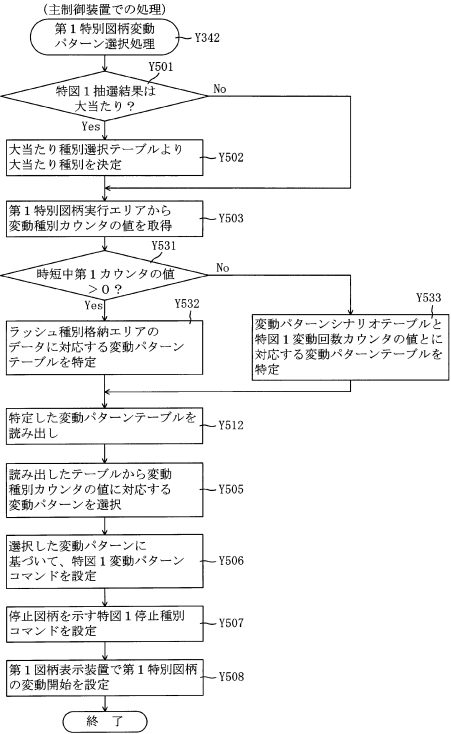 (主制御装置での処理)
第１特別図柄変動
パターン選択処理
Y342
Y501
特図１抽選結果は
大当たり？
No
Yes
大当たり種別選択テーブルより
大当たり種別を決定
Y502
第１特別図柄実行エリアから
変動種別カウンタの値を取得
Y503
Y531
時短中第１カウンタの値
＞０？
No
Yes
Y532
ラッシュ種別格納エリアの
データに対応する変動パターン
テーブルを特定
Y533
変動パターンシナリオテーブルと
特図１変動回数カウンタの値とに
対応する変動パターンテーブルを
特定
特定した変動パターンテーブルを
読み出し
Y512
読み出したテーブルから変動
種別カウンタの値に対応する
変動パターンを選択
Y505
選択した変動パターンに
基づいて、特図１変動パターン
コマンドを設定
Y506
停止図柄を示す特図１停止種別
コマンドを設定
Y507
第１図柄表示装置で第１特別図柄
の変動開始を設定
Y508
終 了